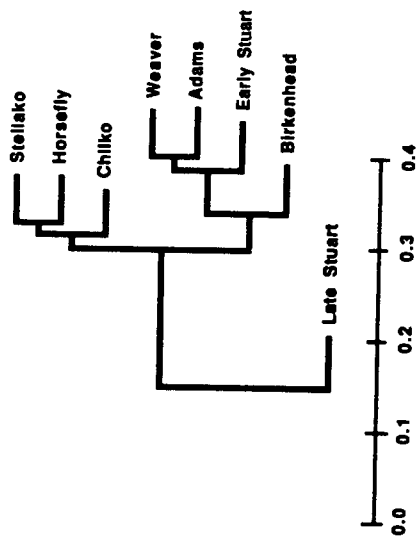 Stellako
Horsefly
Chilko
Weaver
Adams
Early Stuart
Birkenhead
Late Stuart
0.0 0.1 0.2 0.3 0.4